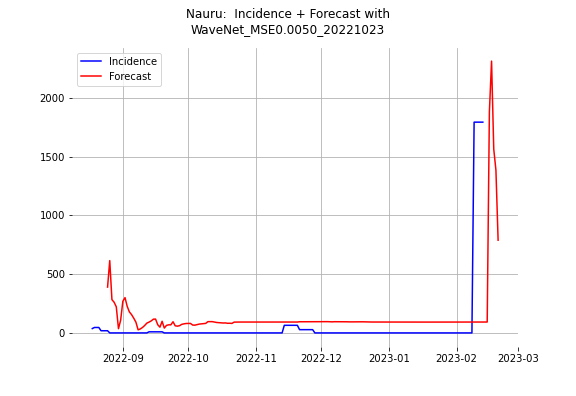 Nauru:  Incidence + Forecast with
WaveNet_MSE0.0050_20221023
Incidence
Forecast
2000
1500
1000
500
0
2022-09 2022-10 2022-11 2022-12 2023-01 2023-02 2023-03